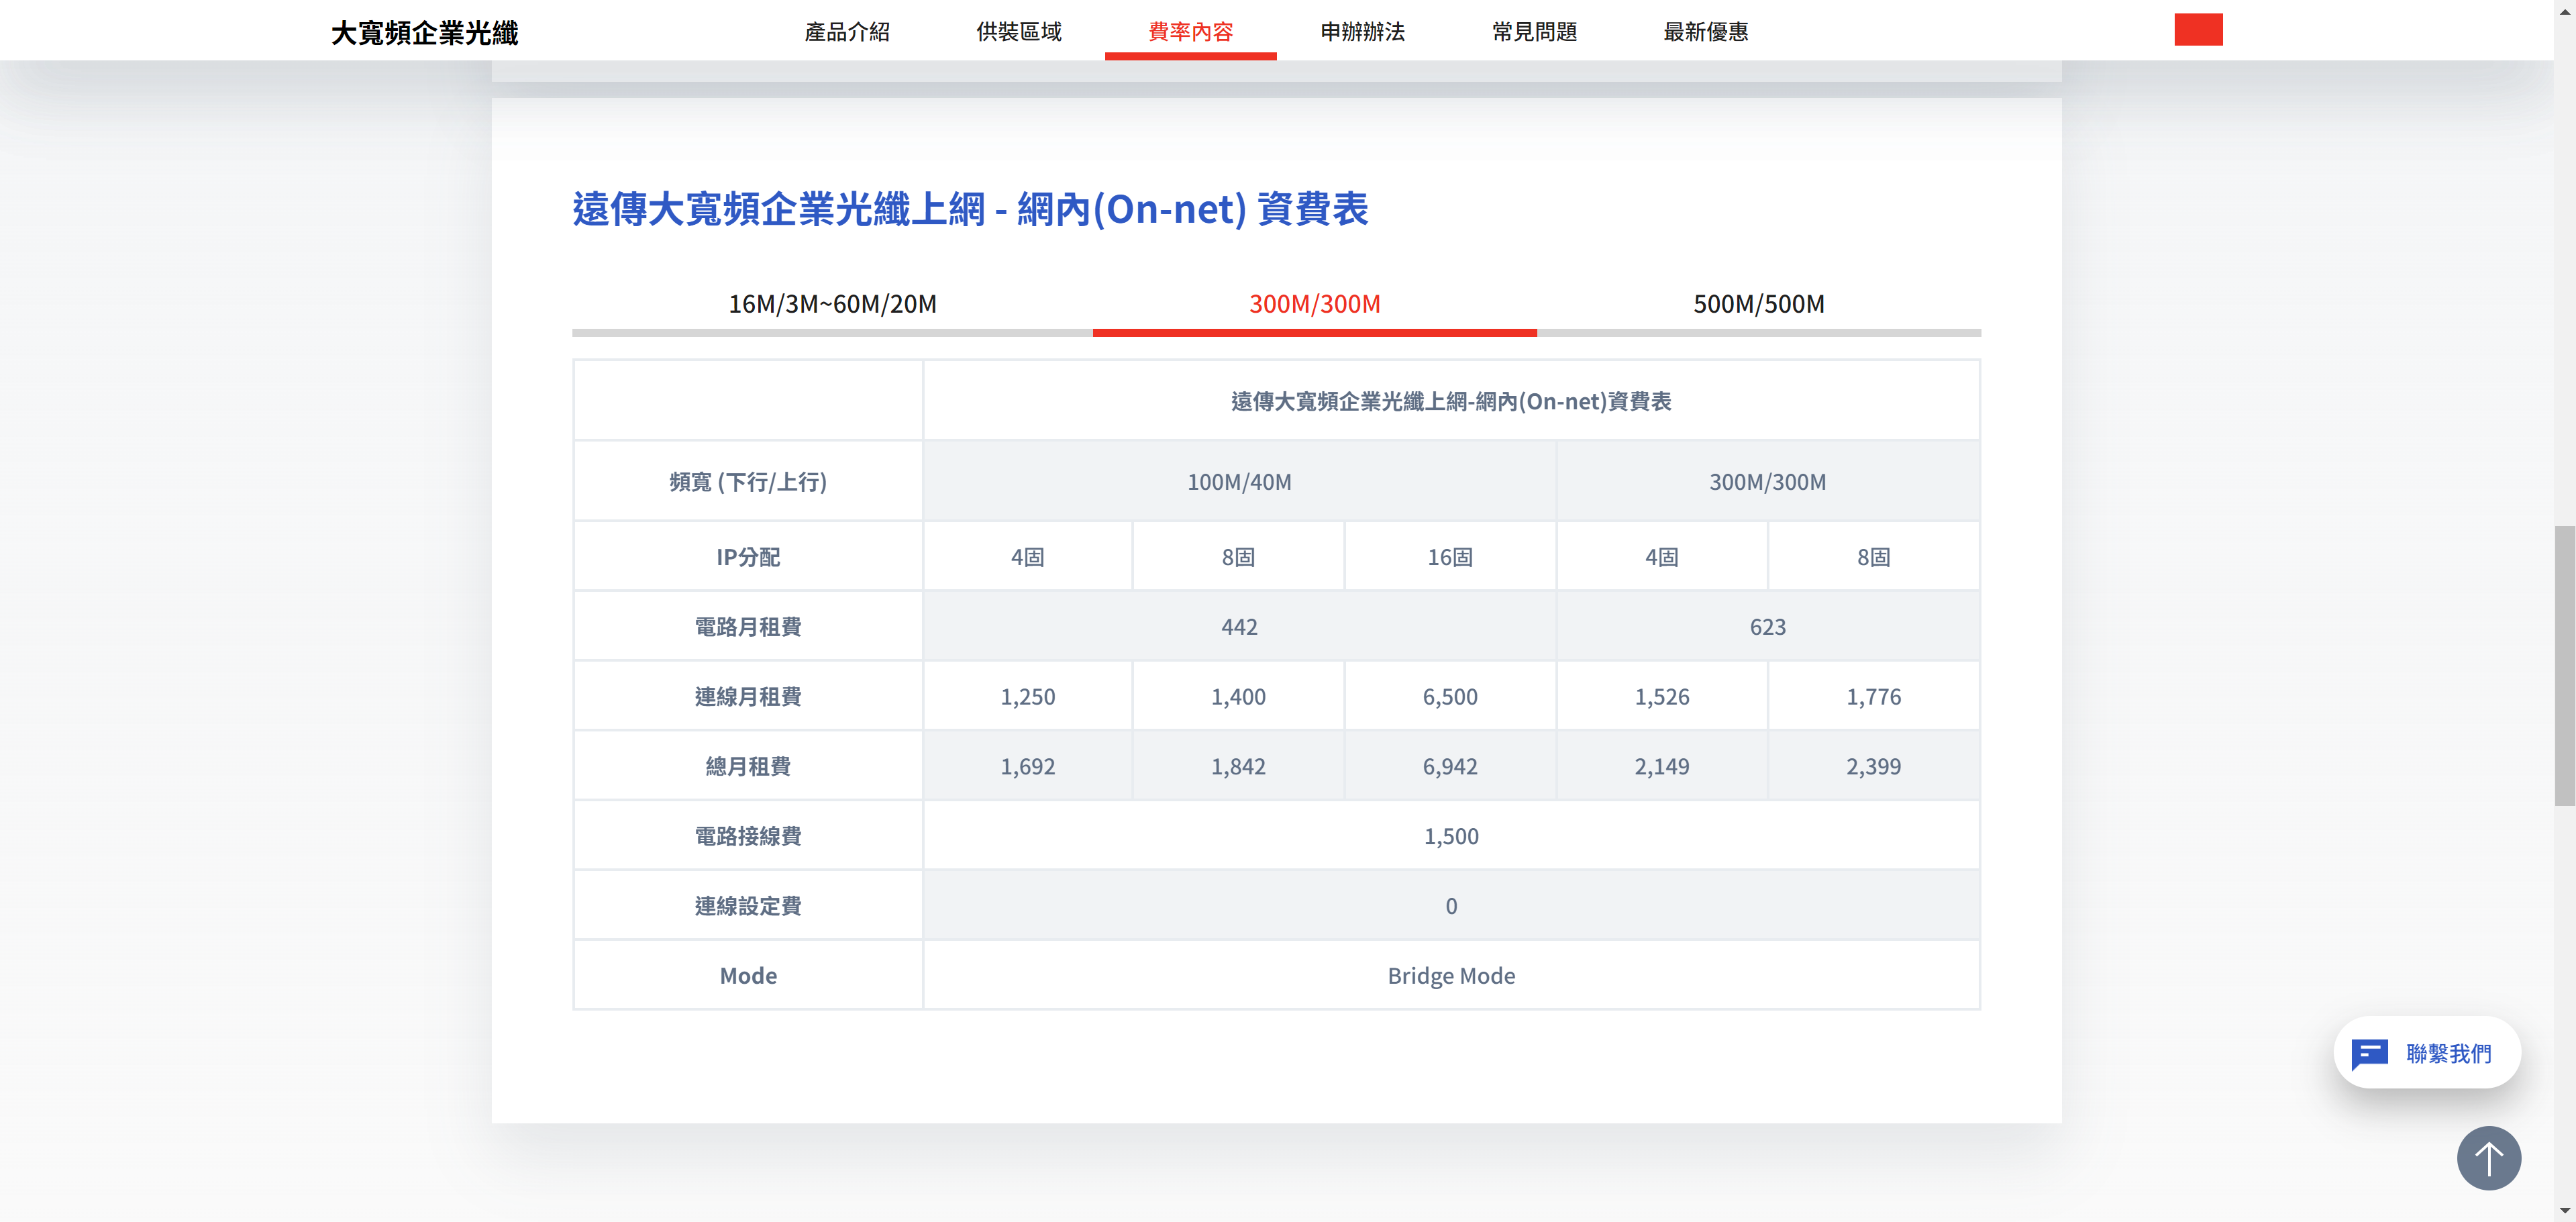 大寬頻企業光纖
產品介紹 供裝區域 費率內容 申辦辦法 常見問題 最新優惠
遠傳大寬頻企業光纖上網 - 網內(On-net) 資費表
16M/3M~60M/20M 300M/300M 500M/500M
遠傳大寬頻企業光纖上網-網內(On-net)資費表
頻寬 (下行/上行) 100M/40M 300M/300M
IP分配 4固 8固 16固 4固 8固
電路月租費 442 623
連線月租費 1,250 1,400 6,500 1,526 1,776
總月租費 1,692 1,842 6,942 2,149 2,399
電路接線費 1,500
連線設定費 0
Mode Bridge Mode
聯繫我們